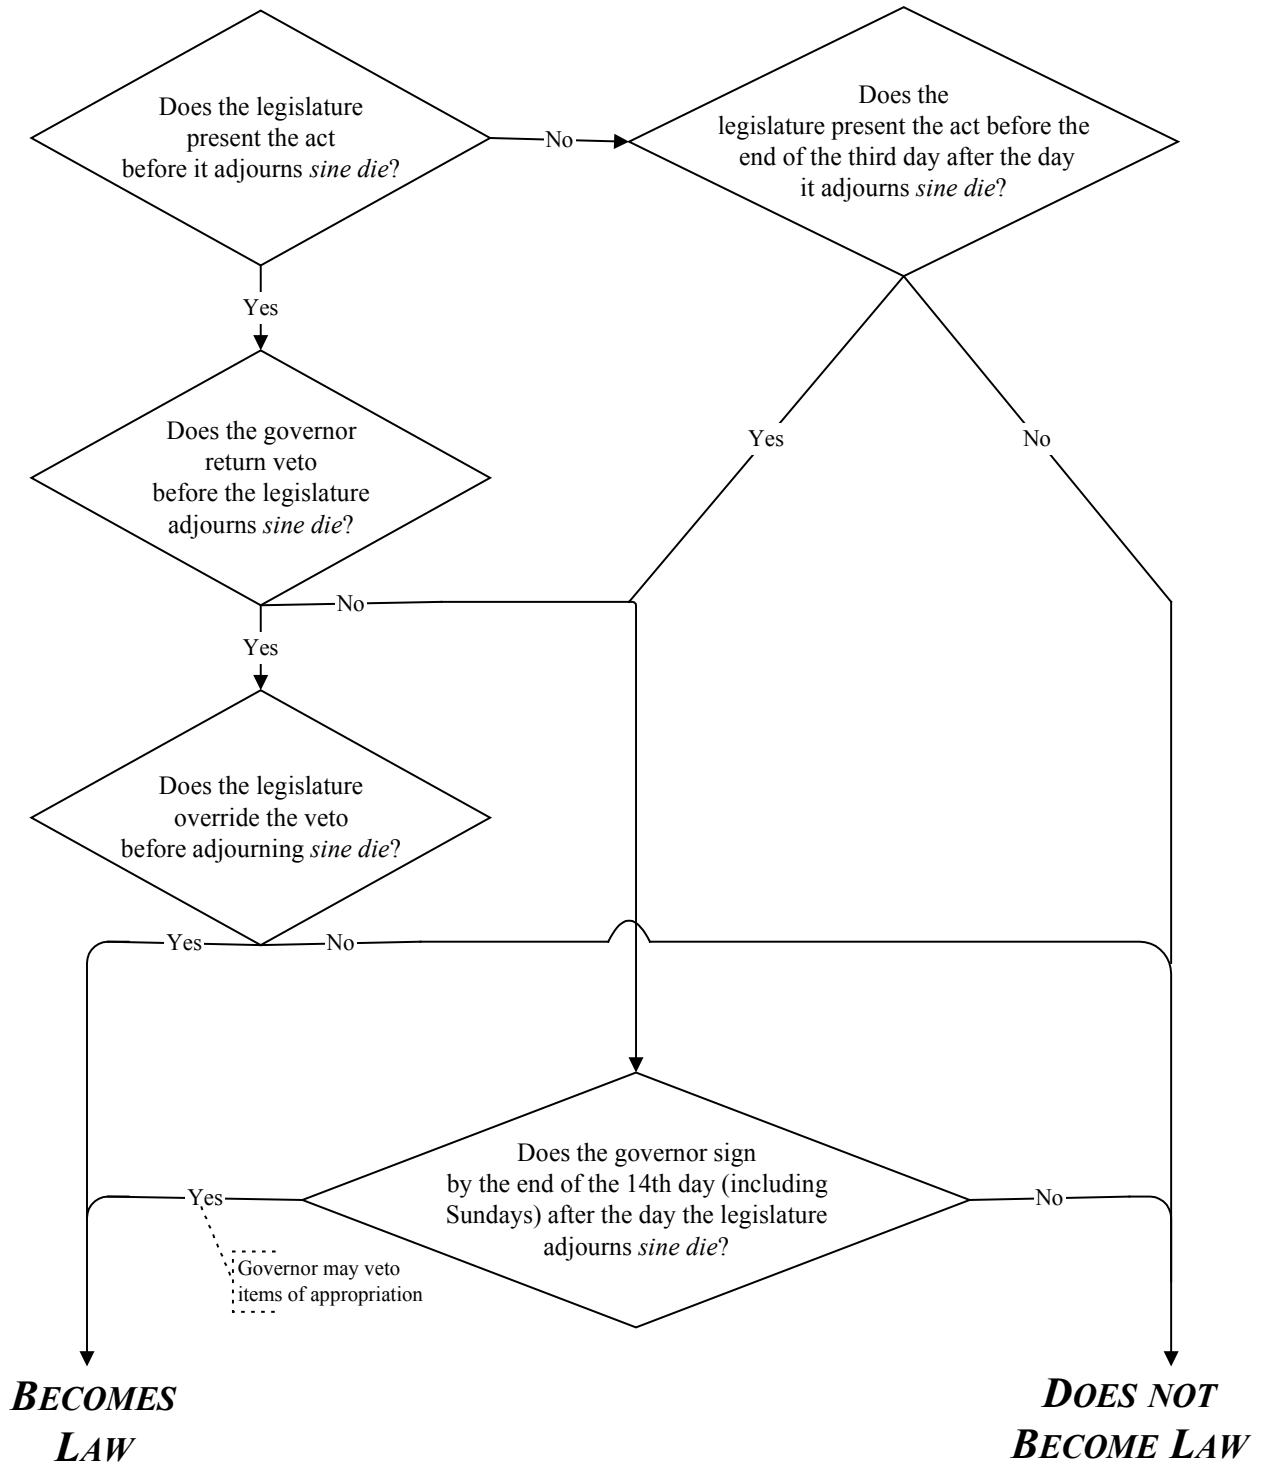 Does the legislature
present the act
before it adjourns sine die?
No
Does the
legislature present the act before the
end of the third day after the day
it adjourns sine die?
Yes
Does the governor
return veto
before the legislature
adjourns sine die?
Yes
No
No
Yes
Does the legislature
override the veto
before adjourning sine die?
Yes
No
Does the governor sign
by the end of the 14th day (including
Sundays) after the day the legislature
adjourns sine die?
Yes
No
Governor may veto
items of appropriation
BECOMES
LAW
DOES NOT
BECOME LAW